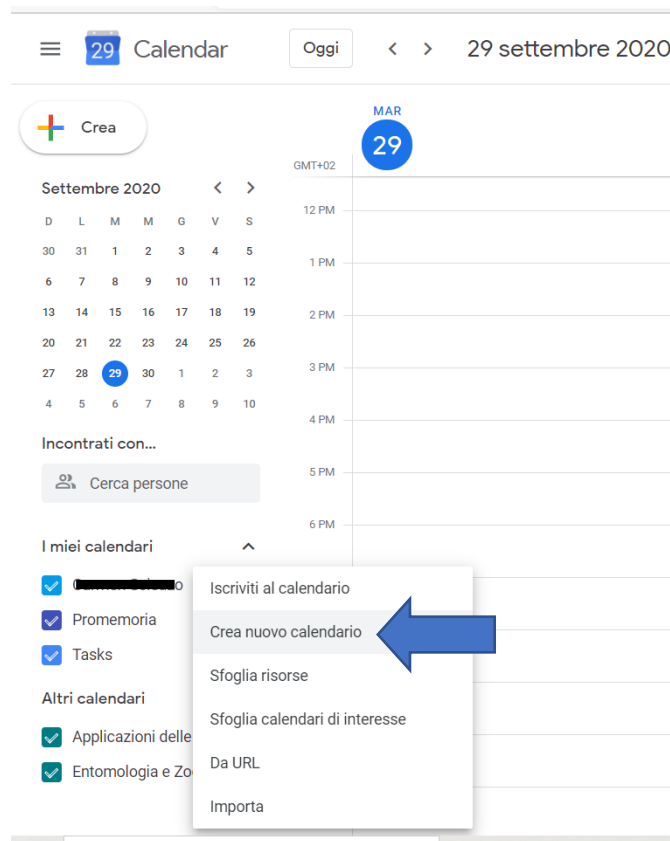 29 Calendar Oggi < > 29 settembre 2020
Crea
MAR
29
GMT+02
Settembre 2020 < >
D L M M G V S
30 31 1 2 3 4 5
6 7 8 9 10 11 12
13 14 15 16 17 18 19
20 21 22 23 24 25 26
27 28 29 30 1 2 3
4 5 6 7 8 9 10
12 PM
1 PM
2 PM
3 PM
4 PM
5 PM
6 PM
Incontrati con...
Cerca persone
I miei calendari
Promemoria
Tasks
Altri calendari
Applicazioni delle
Entomologia e Zo
Iscriviti al calendario
Crea nuovo calendario
Sfoglia risorse
Sfoglia calendari di interesse
Da URL
Importa